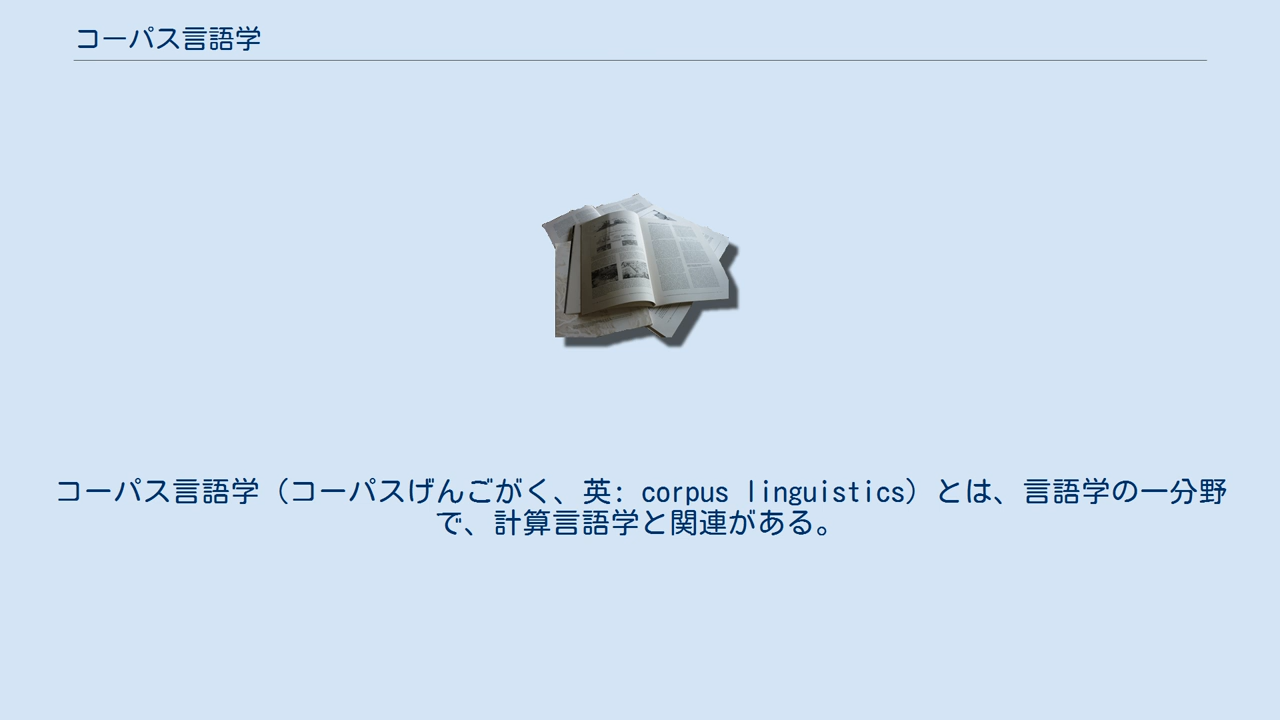 コーパス言語学
コーパス言語学（コーパスげんごがく、英: corpus linguistics）とは、言語学の一分野
で、計算言語学と関連がある。